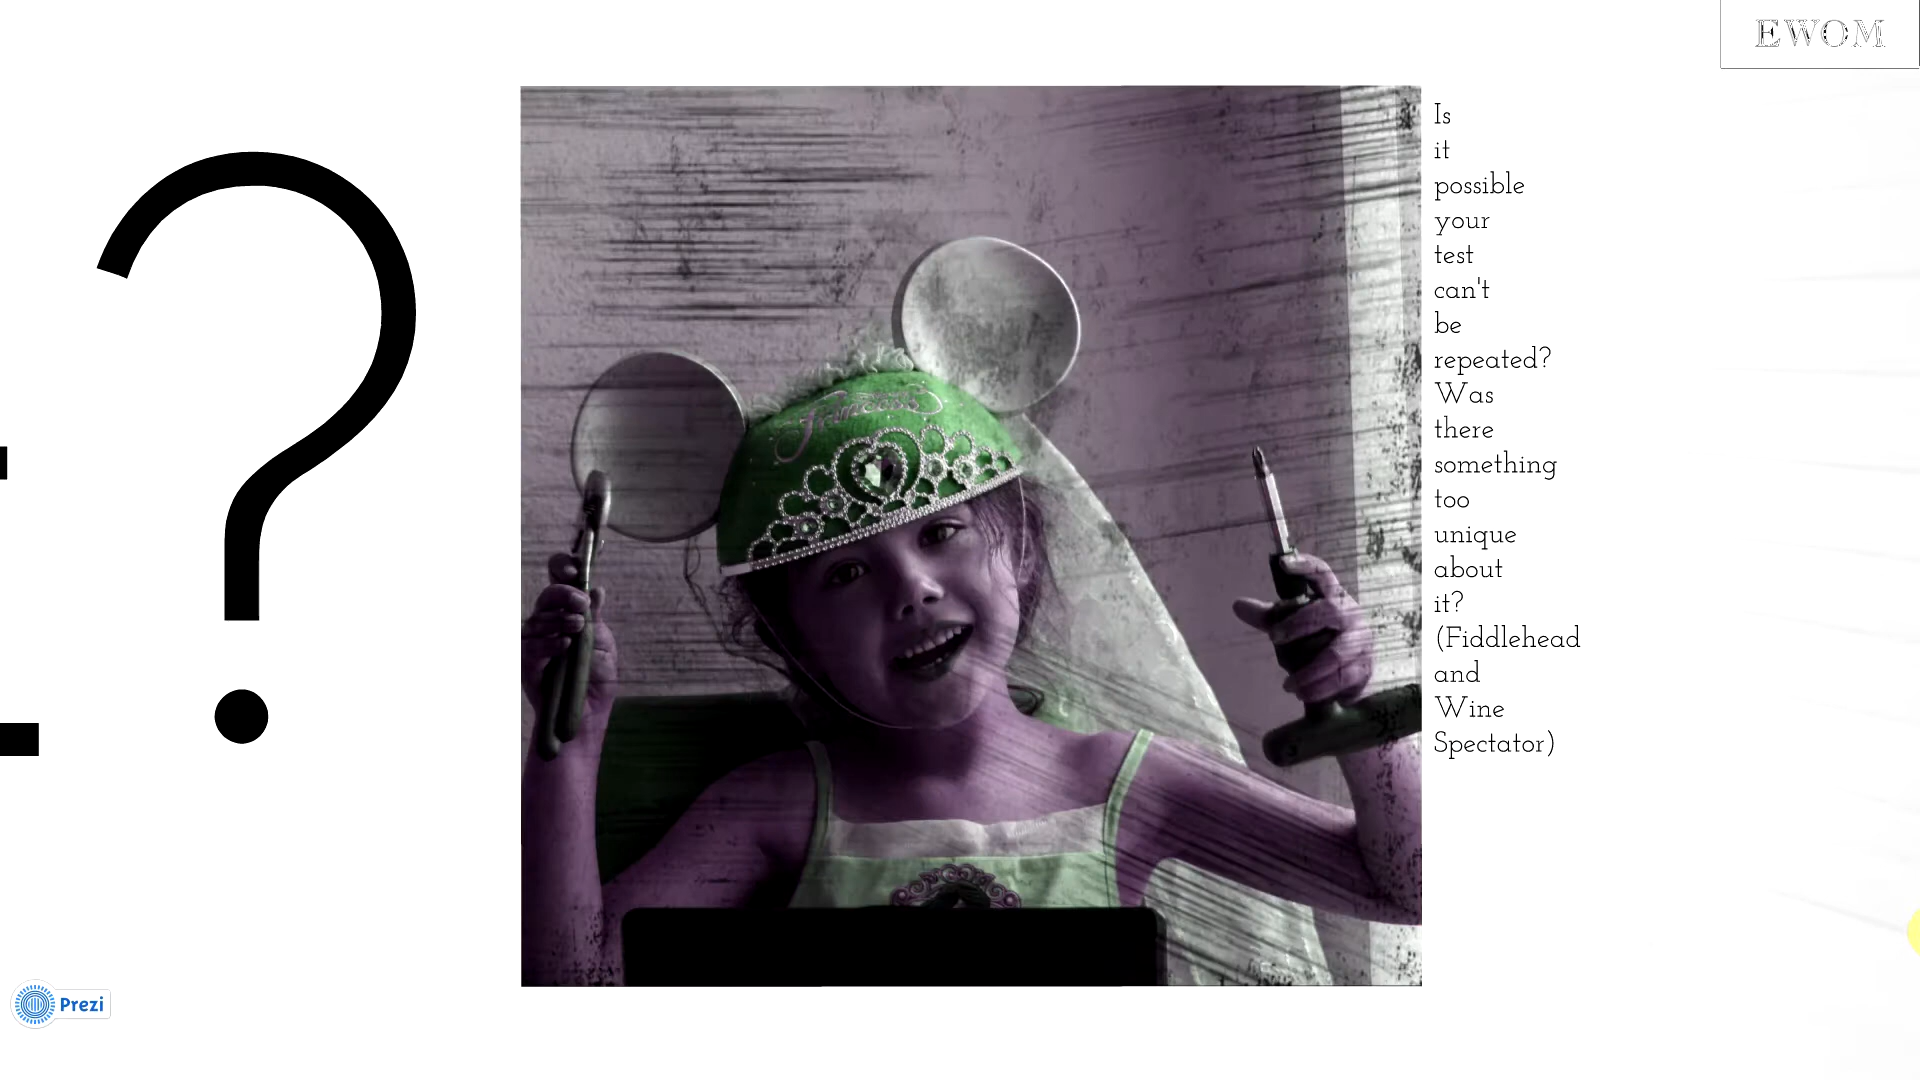 EWOM
?
Is
it
possible
your
test
can't
be
repeated?
Was
there
something
too
unique
about
it?
(Fiddlehead
and
Wine
Spectator)
Princess
Prezi